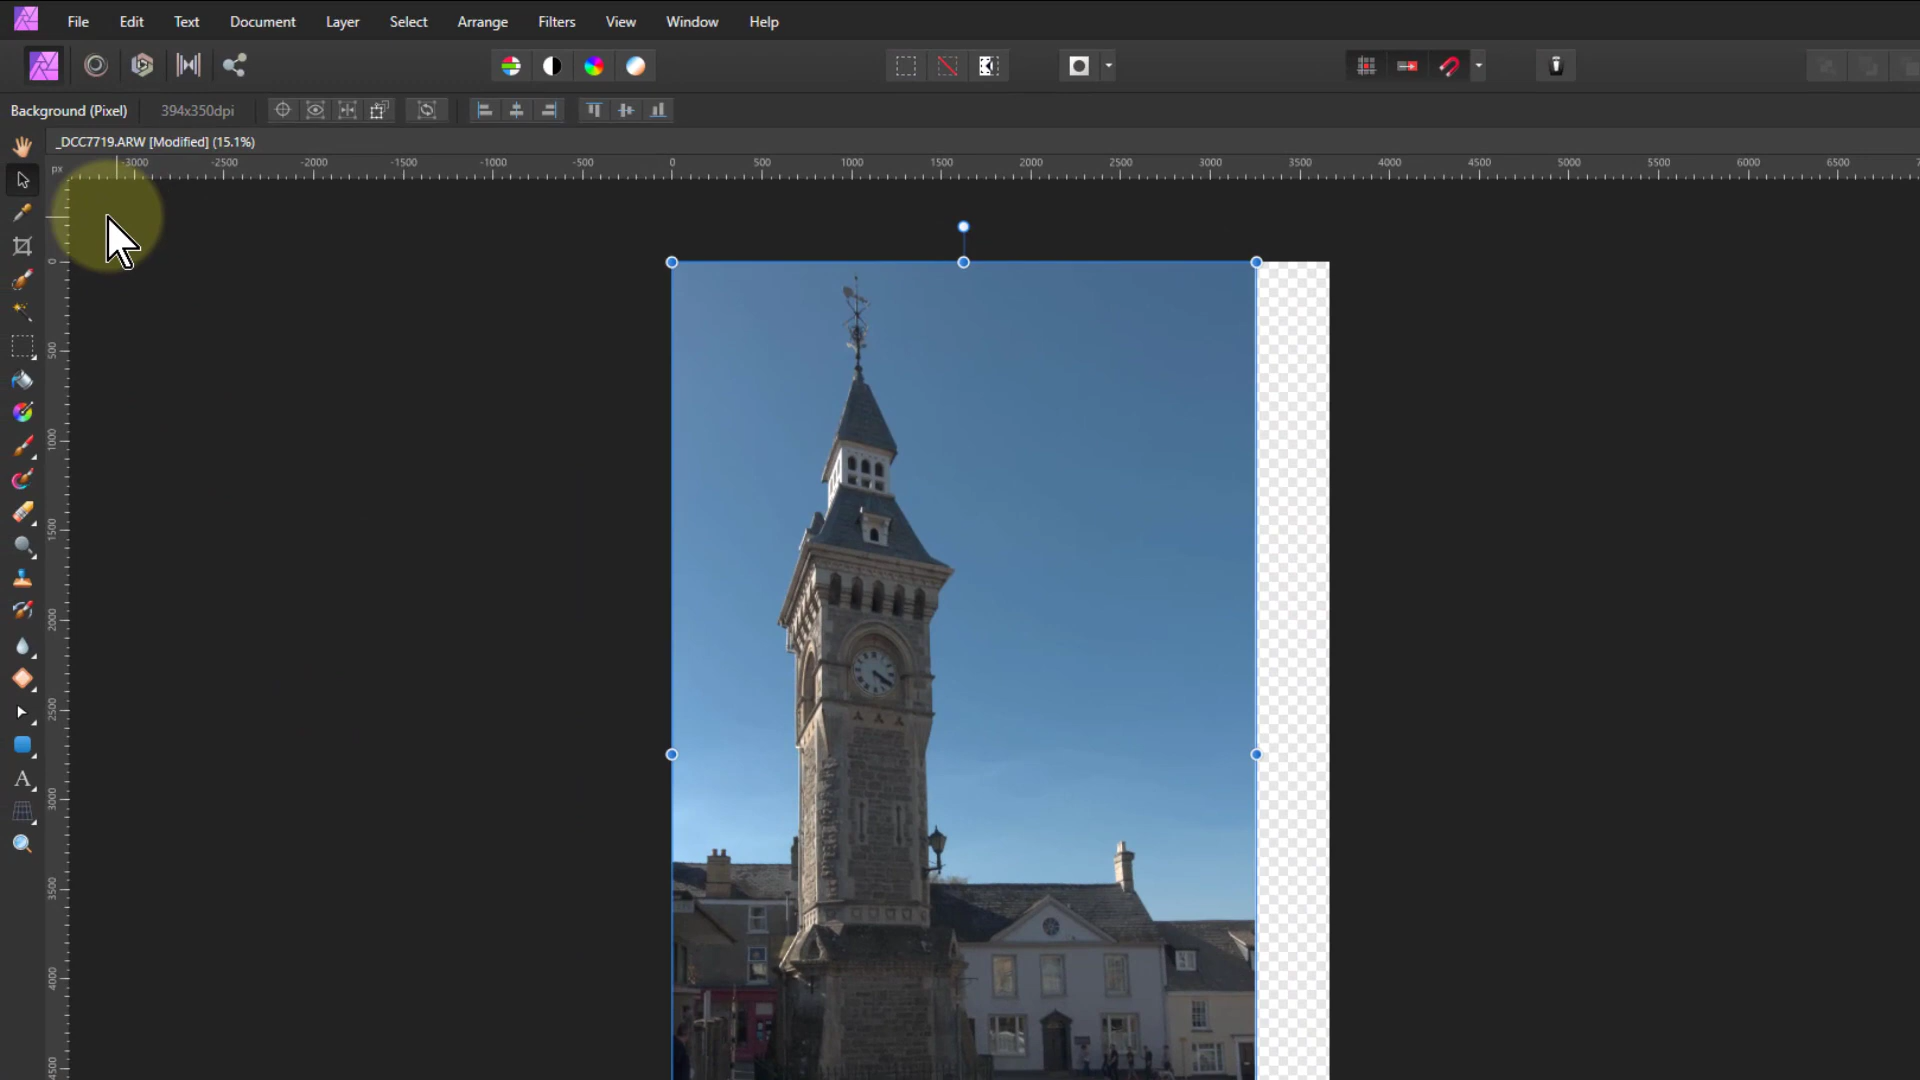 File Edit Text Document Layer Select Arrange Filters View Window Help
Background (Pixel) 394x350dpi
_DCC7719.ARW [Modified] (15.1%)
px -3000 -2500 -2000 -1500 -1000 -500 0 500 1000 1500 2000 2500 3000 3500 4000 4500 5000 5500 6000 6500
0
500
1000
1500
2000
2500
3000
3500
4000
4500